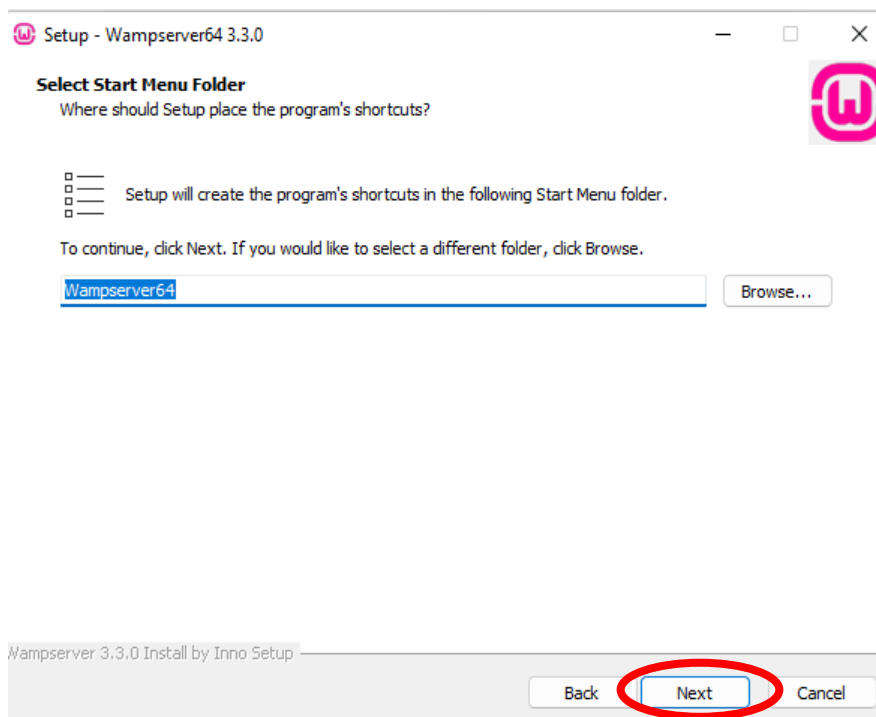 Setup - Wampserver64 3.3.0
Select Start Menu Folder
Where should Setup place the program's shortcuts?
Setup will create the program's shortcuts in the following Start Menu folder.
To continue, click Next. If you would like to select a different folder, click Browse.
Wampserver64
Browse...
Wampserver 3.3.0 Install by Inno Setup
Back
Next
Cancel